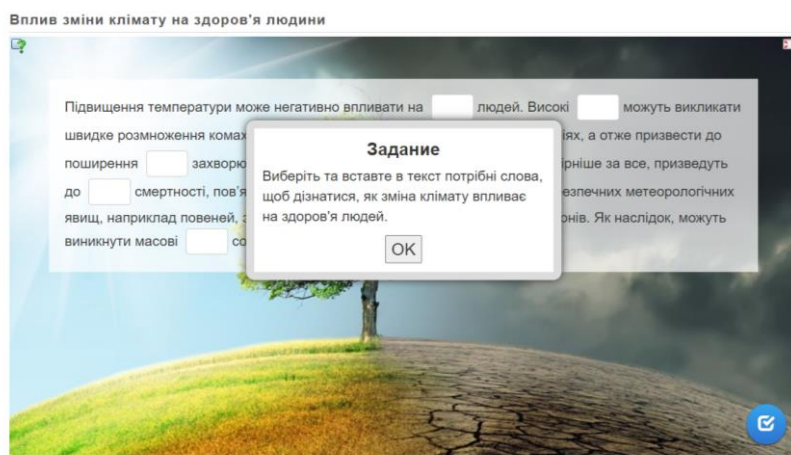 Вплив зміни клімату на здоров'я людини
Підвищення температури може негативно впливати на людей. Високі можуть викликати
швидке розмноження комах іях, а отже призвести до
поширення захворю ірніше за все, призведуть
до смертності, пов'я езпечних метеорологічних
явищ, наприклад повеней, з онів. Як наслідок, можуть
виникнути масові со
Задание
Виберіть та вставте в текст потрібні слова,
щоб дізнатися, як зміна клімату впливає
на здоров'я людей.
OK